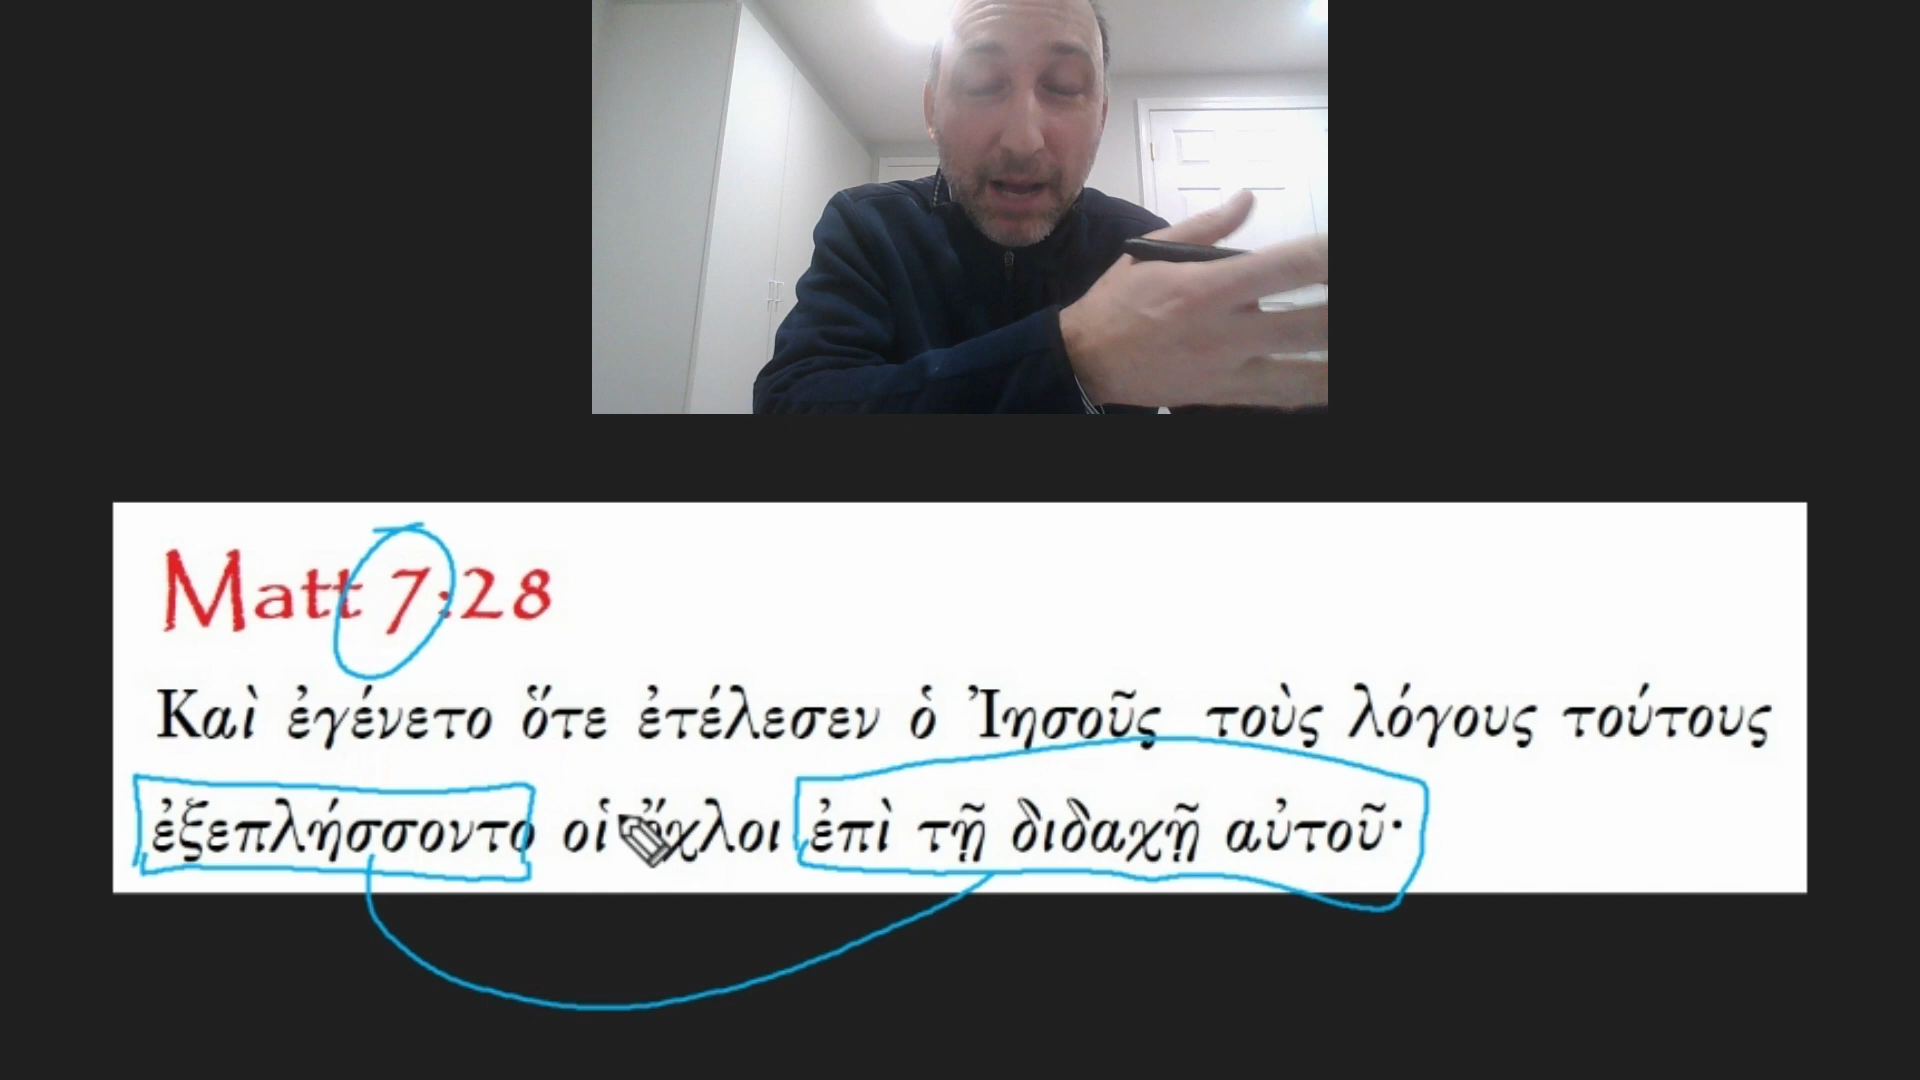 Matt 7:28
Καὶ ἐγένετο ὅτε ἐτέλεσεν ὁ Ἰησοῦς τοὺς λόγους τούτους
ἐξεπλήσσοντο οἱ ὄχλοι ἐπὶ τῇ διδαχῇ αὐτοῦ·